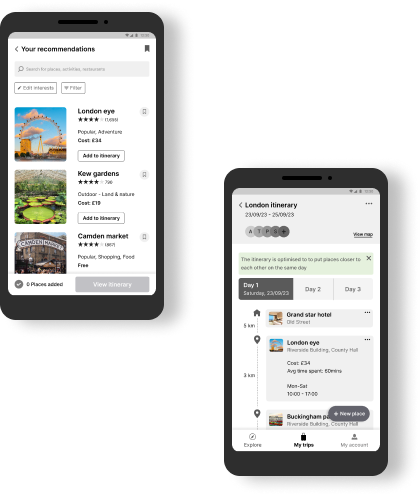 Your recommendations
Search for places, activities, restaurants
Edit interests
Filter
London eye
Popular, Adventure
Cost: £34
Add to itinerary
Kew gardens
Outdoor - Land & nature
Cost: £19
Add to itinerary
CAMDEN MARKET
Camden market
Popular, Shopping, Food
Free
0 Places added
View itinerary
London itinerary
23/09/23 - 25/09/23
View map
The itinerary is optimised to to put places closer to
each other on the same day
Day 1
Saturday, 23/09/23
Day 2
Day 3
5 km
Grand star hotel
Old Street
London eye
Riverside Building, County Hall
Cost: £34
Avg time spent: 60mins
3 km
Mon-Sat
10:00 - 17:00
Buckingham
Riverside Building, County Hall
+ New place
Explore
My trips
My account